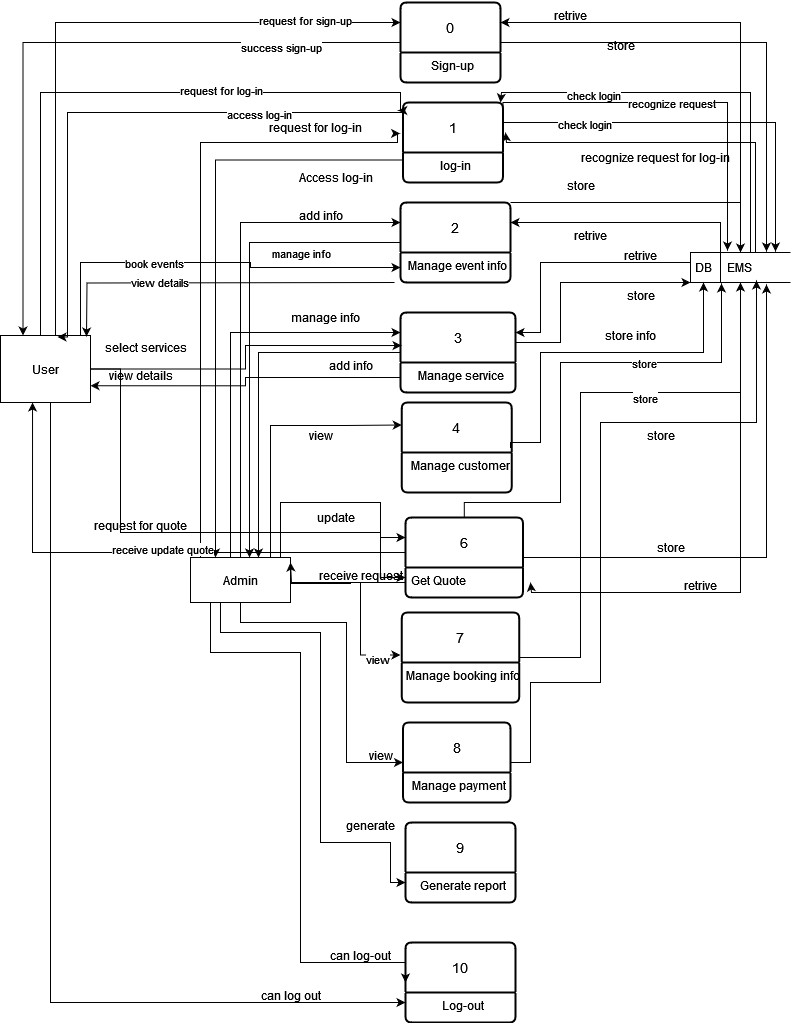 request for sign-up
0
retrive
success sign-up
store
Sign-up
request for log-in
check login
recognize request
access log-in
request for log-in
1
check login
log-in
recognize request for log-in
Access log-in
store
add info
2
retrive
manage info
retrive
book events
Manage event info
DB
EMS
view details
store
manage info
3
store info
select services
User
add info
store
view details
Manage service
store
4
view
store
Manage customer
update
request for quote
6
store
receive update quote
Admin
receive request
Get Quote
retrive
7
view
Manage booking info
8
view
Manage payment
generate
9
Generate report
can log-out
10
can log out
Log-out